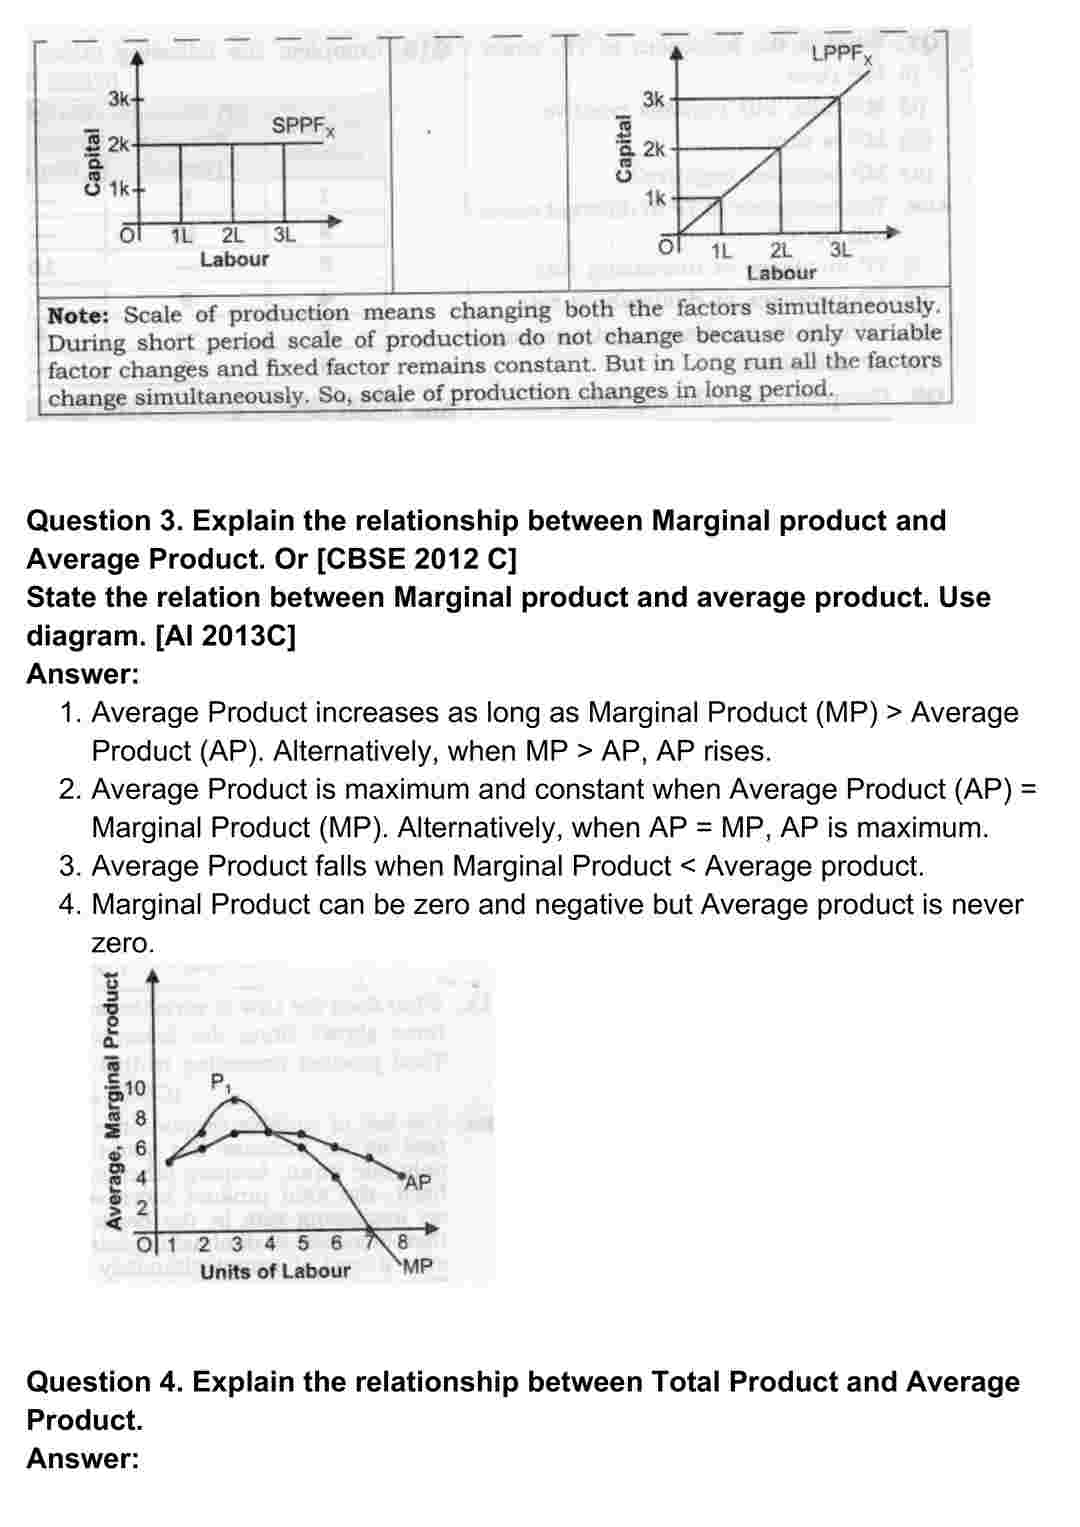 3k
2k
1k
Capital
SPPFx
O
1L 2L 3L
Labour
LPPFx
3k
2k
1k
Capital
O
1L 2L 3L
Labour
Note: Scale of production means changing both the factors simultaneously.
During short period scale of production do not change because only variable
factor changes and fixed factor remains constant. But in Long run all the factors
change simultaneously. So, scale of production changes in long period.
Question 3. Explain the relationship between Marginal product and
Average Product. Or [CBSE 2012 C]
State the relation between Marginal product and average product. Use
diagram. [AI 2013C]
Answer:
1. Average Product increases as long as Marginal Product (MP) > Average
Product (AP). Alternatively, when MP > AP, AP rises.
2. Average Product is maximum and constant when Average Product (AP) =
Marginal Product (MP). Alternatively, when AP = MP, AP is maximum.
3. Average Product falls when Marginal Product < Average product.
4. Marginal Product can be zero and negative but Average product is never
zero.
Average, Marginal Product
10
8
6
4
2
P1
AP
O 1 2 3 4 5 6 7 8
MP
Units of Labour
Question 4. Explain the relationship between Total Product and Average
Product.
Answer: